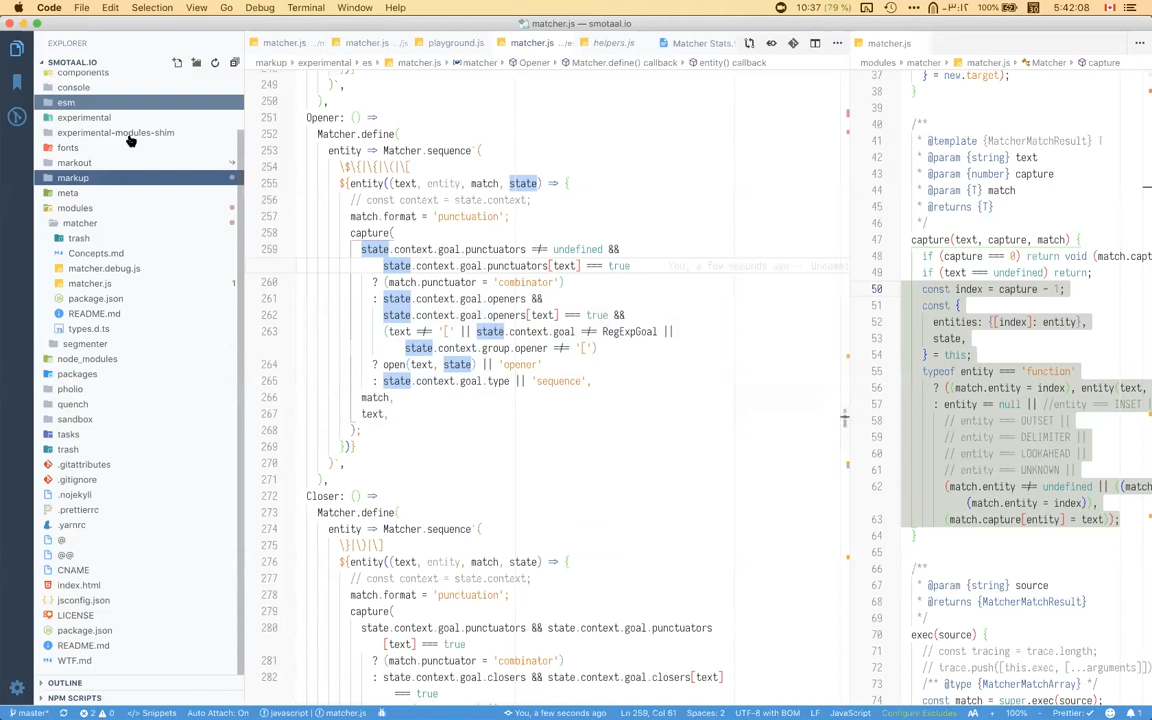 Code File Edit Selection View Go Debug Terminal Window Help
10:37 (79 %) 100% 5:42:08
matcher.js — smotaal.io
EXPLORER
matcher.js
matcher.js
playground.js
matcher.js
helpers.js
Matcher Stats.
matcher.js
SMOTAAL.IO
components
console
esm
experimental
experimental-modules-shim
fonts
markout
markup
meta
modules
matcher
trash
Concepts.md
matcher.debug.js
matcher.js 1
package.json
README.md
types.d.ts
segmenter
node_modules
packages
pholio
quench
sandbox
tasks
trash
.gitattributes
.gitignore
.nojekyll
.prettierrc
.yarnrc
@
@@
CNAME
index.html
jsconfig.json
LICENSE
package.json
README.md
WTF.md
OUTLINE
NPM SCRIPTS
markup › experimental › es › matcher.js › matcher › Opener › Matcher.define() callback › entity() callback
249 )`,
250 ),
251 Opener: () =>
252 Matcher.define(
253 entity => Matcher.sequence`(
254 \$\{|\{|\(|\[
255 ${entity((text, entity, match, state) => {
256 // const context = state.context;
257 match.format = 'punctuation';
258 capture(
259 state.context.goal.punctuators !== undefined &&
state.context.goal.punctuators[text] === true You, a few seconds ago
260 ? (match.punctuator = 'combinator')
261 : state.context.goal.openers &&
262 state.context.goal.openers[text] === true &&
263 (text !== '[' || state.context.goal !== RegExpGoal ||
state.context.group.opener !== '[')
264 ? open(text, state) || 'opener'
265 : state.context.goal.type || 'sequence',
266 match,
267 text,
268 );
269 })}
270 )`,
271 ),
272 Closer: () =>
273 Matcher.define(
274 entity => Matcher.sequence`(
275 \}|\)|\]
276 ${entity((text, entity, match, state) => {
277 // const context = state.context;
278 match.format = 'punctuation';
279 capture(
280 state.context.goal.punctuators && state.context.goal.punctuators
[text] === true
281 ? (match.punctuator = 'combinator')
: state.context.goal.closers && state.context.goal.closers[text]
282 === true
modules › matcher › matcher.js › Matcher › capture
37 } = new.target);
38 }
39
40 /**
41 * @template {MatcherMatchResult} T
42 * @param {string} text
43 * @param {number} capture
44 * @param {T} match
45 * @returns {T}
46 */
47 capture(text, capture, match) {
48 if (capture === 0) return void (match.capt
49 if (text === undefined) return;
50 const index = capture - 1;
51 const {
52 entities: {[index]: entity},
53 state,
54 } = this;
55 typeof entity === 'function'
56 ? ((match.entity = index), entity(text,
57 : entity == null || //entity === INSET |
58 // entity === OUTSET ||
59 // entity === DELIMITER ||
60 // entity === LOOKAHEAD ||
61 // entity === UNKNOWN ||
62 (match.entity !== undefined || ((match
(match.entity = index)),
63 (match.capture[entity] = text));
64 }
65
66 /**
67 * @param {string} source
68 * @returns {MatcherMatchResult}
69 */
70 exec(source) {
71 // const tracing = trace.length;
72 // trace.push([this.exec, [...arguments]])
73 /** @type {MatcherMatchArray} */
74 const match = super.exec(source);
master* 2 0 </> Snippets Auto Attach: On javascript | matcher.js You, a few seconds ago Ln 259, Col 61 Spaces: 2 UTF-8 with BOM LF JavaScript Configure Excludes AA + 100% - Prettier: ✓ 1